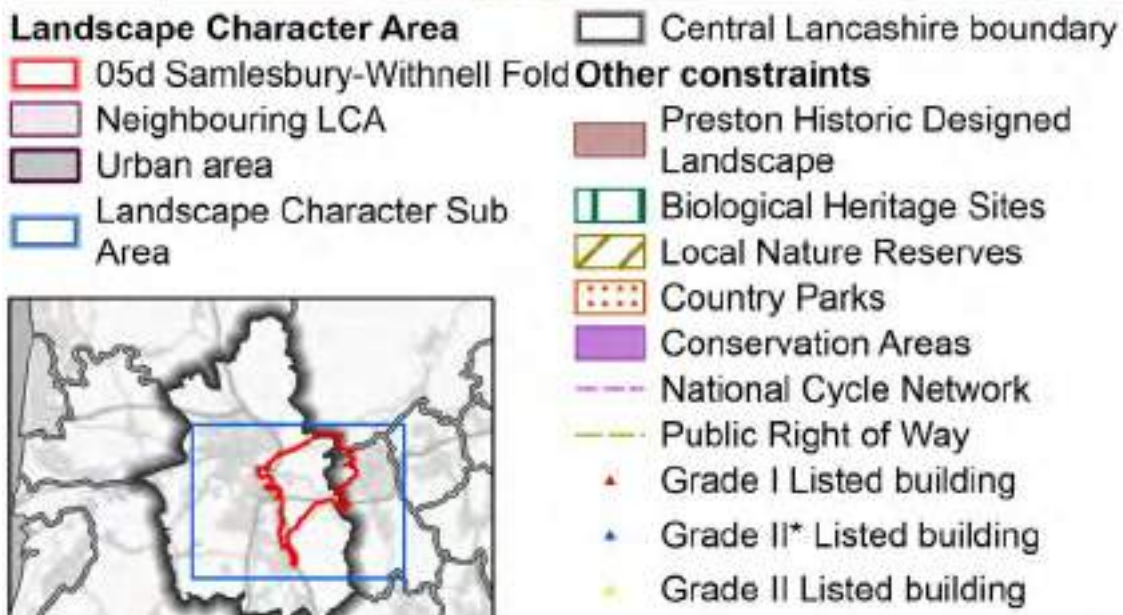 Landscape Character Area
05d Samlesbury-Withnell Fold
Neighbouring LCA
Urban area
Landscape Character Sub
Area
Central Lancashire boundary
Other constraints
Preston Historic Designed
Landscape
Biological Heritage Sites
Local Nature Reserves
Country Parks
Conservation Areas
National Cycle Network
Public Right of Way
Grade I Listed building
Grade II* Listed building
Grade II Listed building